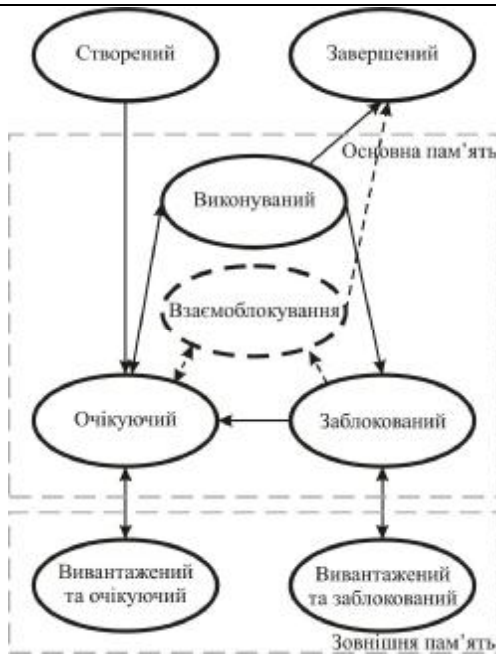 Створений
Завершений
Основна пам’ять
Виконуваний
Взаємоблокування
Очікуючий
Заблокований
Вивантажений
та очікуючий
Вивантажений
та заблокований
Зовнішня пам’ять